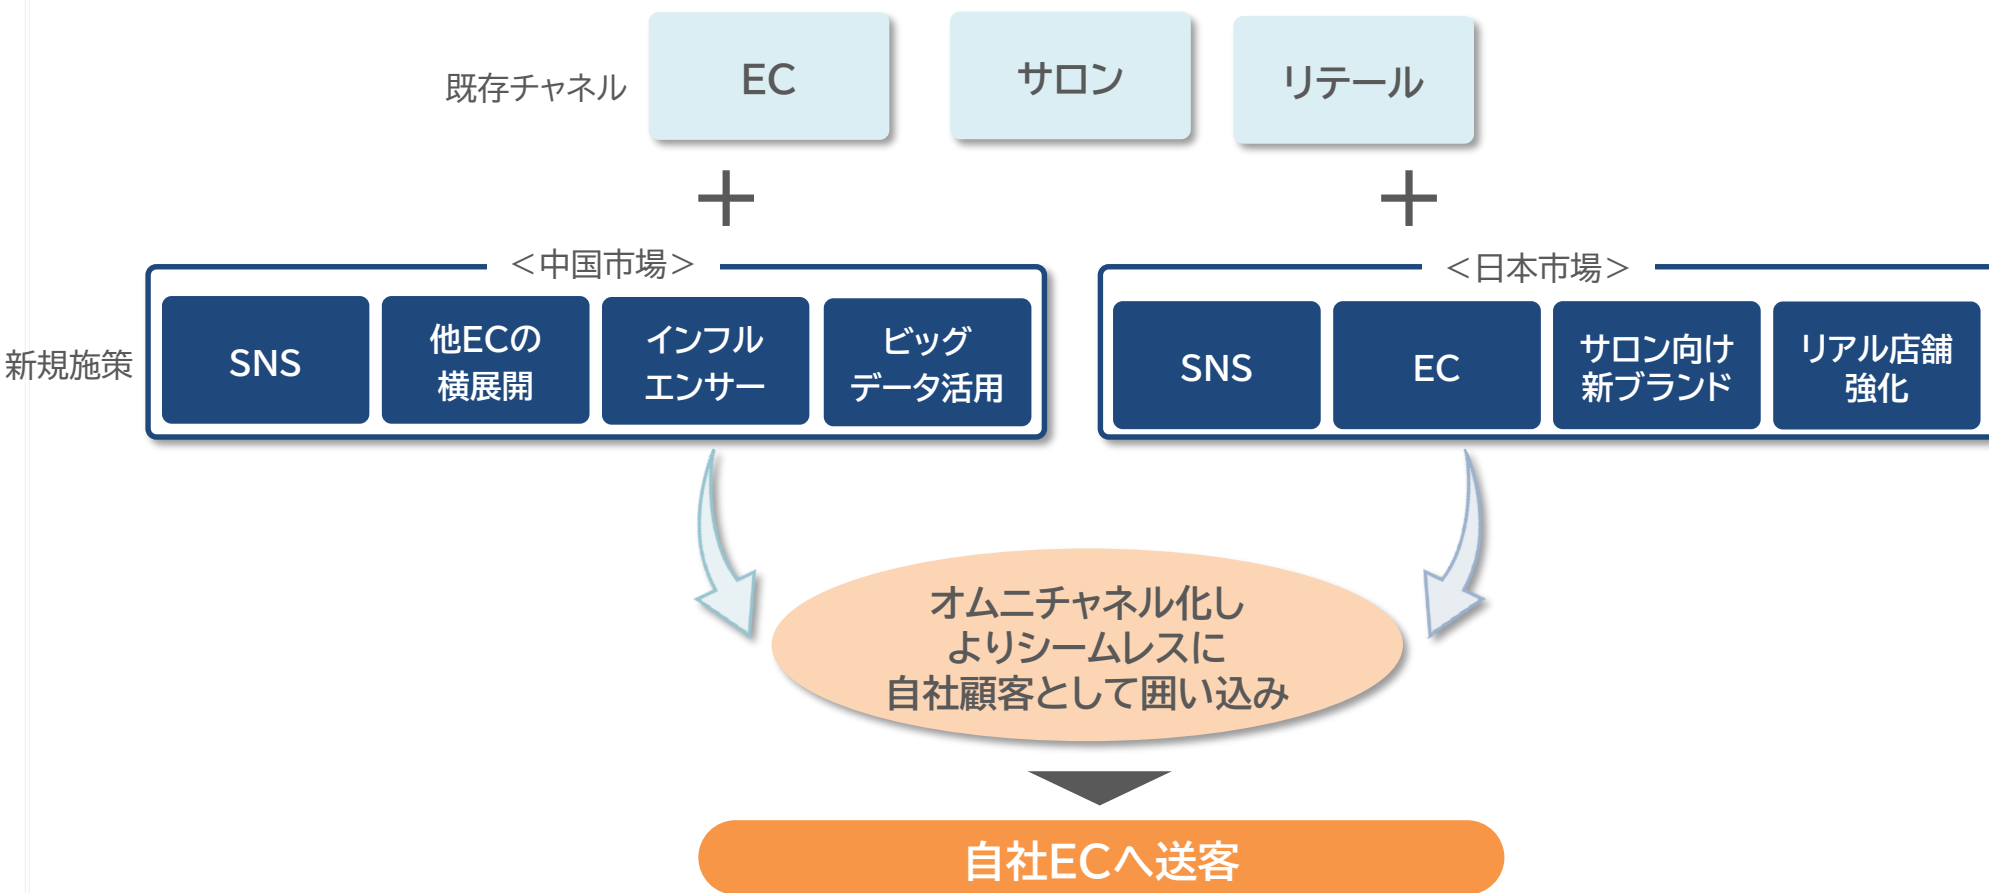 既存チャネル
EC
サロン
リテール
＋
＋
＜中国市場＞
＜日本市場＞
新規施策
SNS
他ECの
横展開
インフル
エンサー
ビッグ
データ活用
SNS
EC
サロン向け
新ブランド
リアル店舗
強化
オムニチャネル化し
よりシームレスに
自社顧客として囲い込み
自社ECへ送客